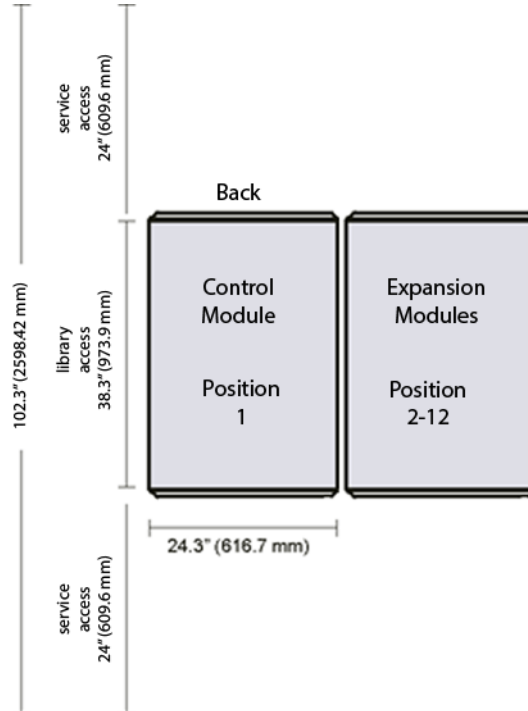 service
access
24" (609.6 mm)
Back
102.3" (2598.42 mm)
library
access
38.3" (973.9 mm)
Control
Module
Position
1
Expansion
Modules
Position
2-12
24.3" (616.7 mm)
service
access
24" (609.6 mm)